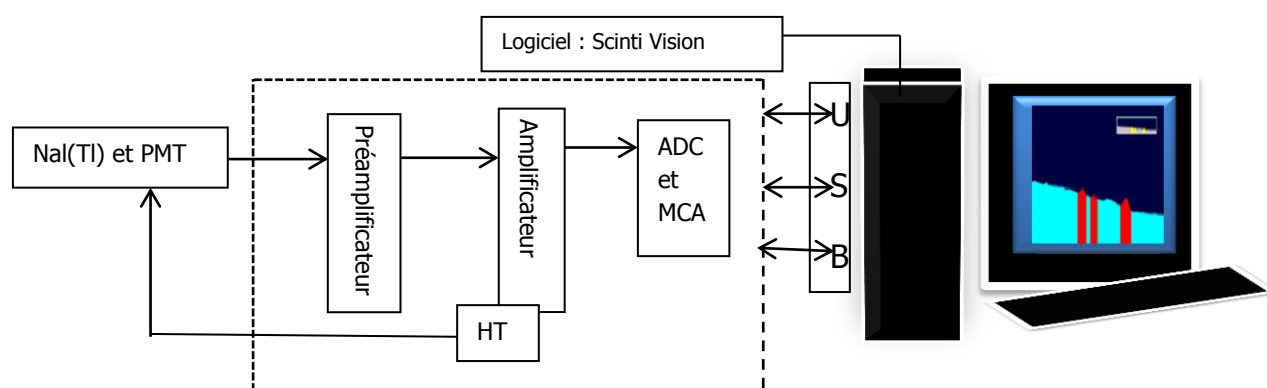 Logiciel : Scinti Vision
NaI(Tl) et PMT
Préamplificateur
Amplificateur
HT
ADC
et
MCA
U
S
B